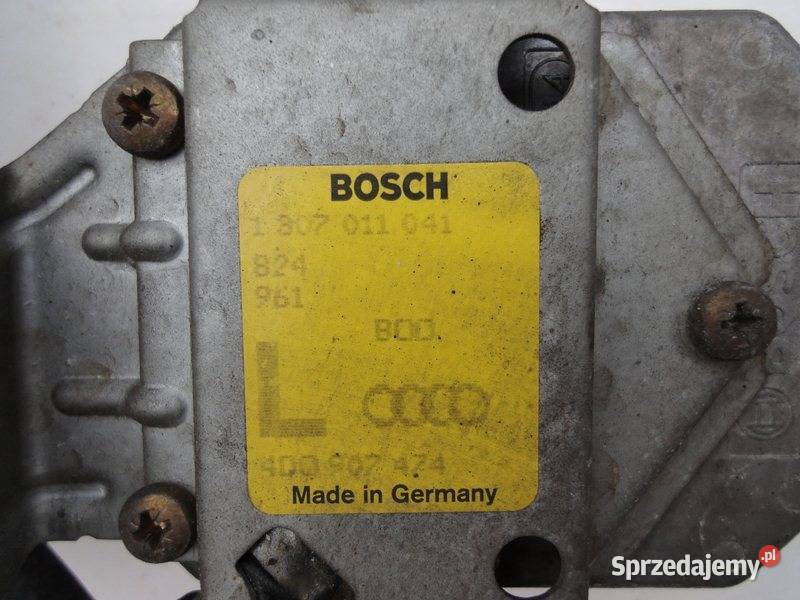 BOSCH
1 307 011 041
824
961
800
L
4D0 907 474
Made in Germany
Sprzedajemy.pl